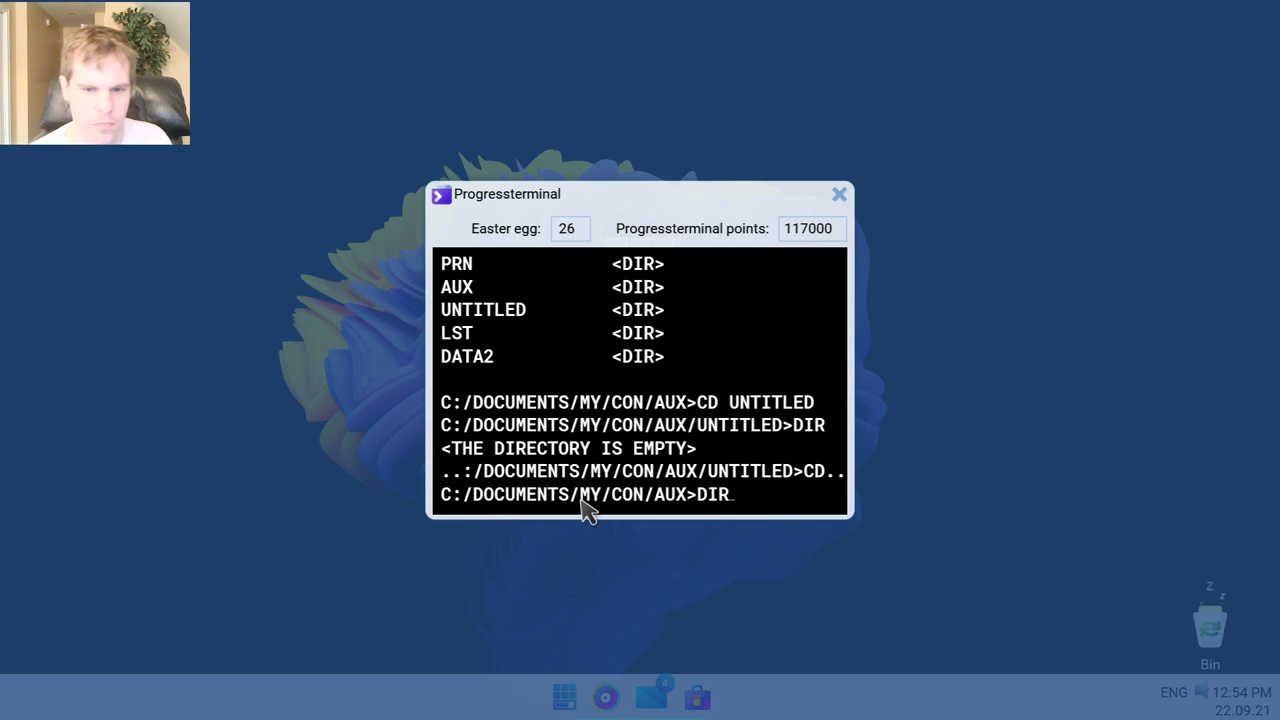 Progressterminal
Easter egg: 26 Progressterminal points: 117000
PRN <DIR>
AUX <DIR>
UNTITLED <DIR>
LST <DIR>
DATA2 <DIR>
C:/DOCUMENTS/MY/CON/AUX>CD UNTITLED
C:/DOCUMENTS/MY/CON/AUX/UNTITLED>DIR
<THE DIRECTORY IS EMPTY>
..:/DOCUMENTS/MY/CON/AUX/UNTITLED>CD..
C:/DOCUMENTS/MY/CON/AUX>DIR_
z
z
Bin
4
ENG 12:54 PM
22.09.21